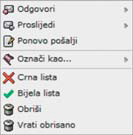 Odgovori
Proslijedi
Ponovo pošalji
Označi kao...
Crna lista
Bijela lista
Obriši
Vrati obrisano